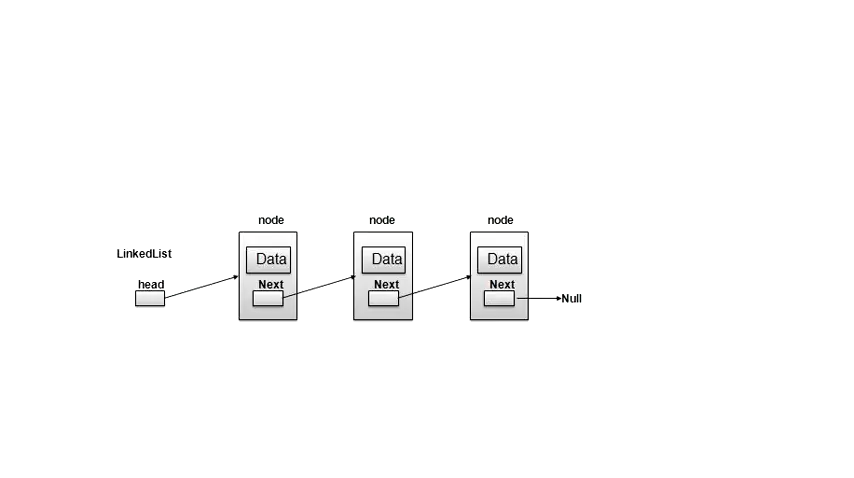 node
node
node
LinkedList
Data
Data
Data
head
Next
Next
Next
Null